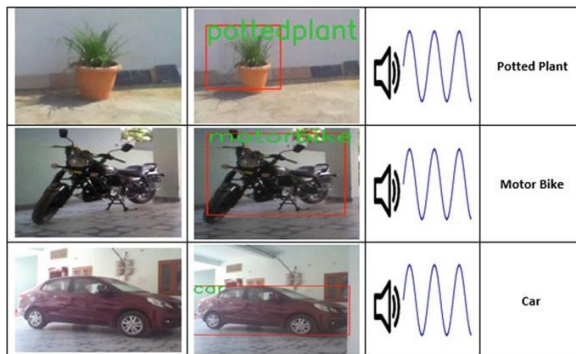 pottedplant
Potted Plant
motorbike
Motor Bike
car
Car